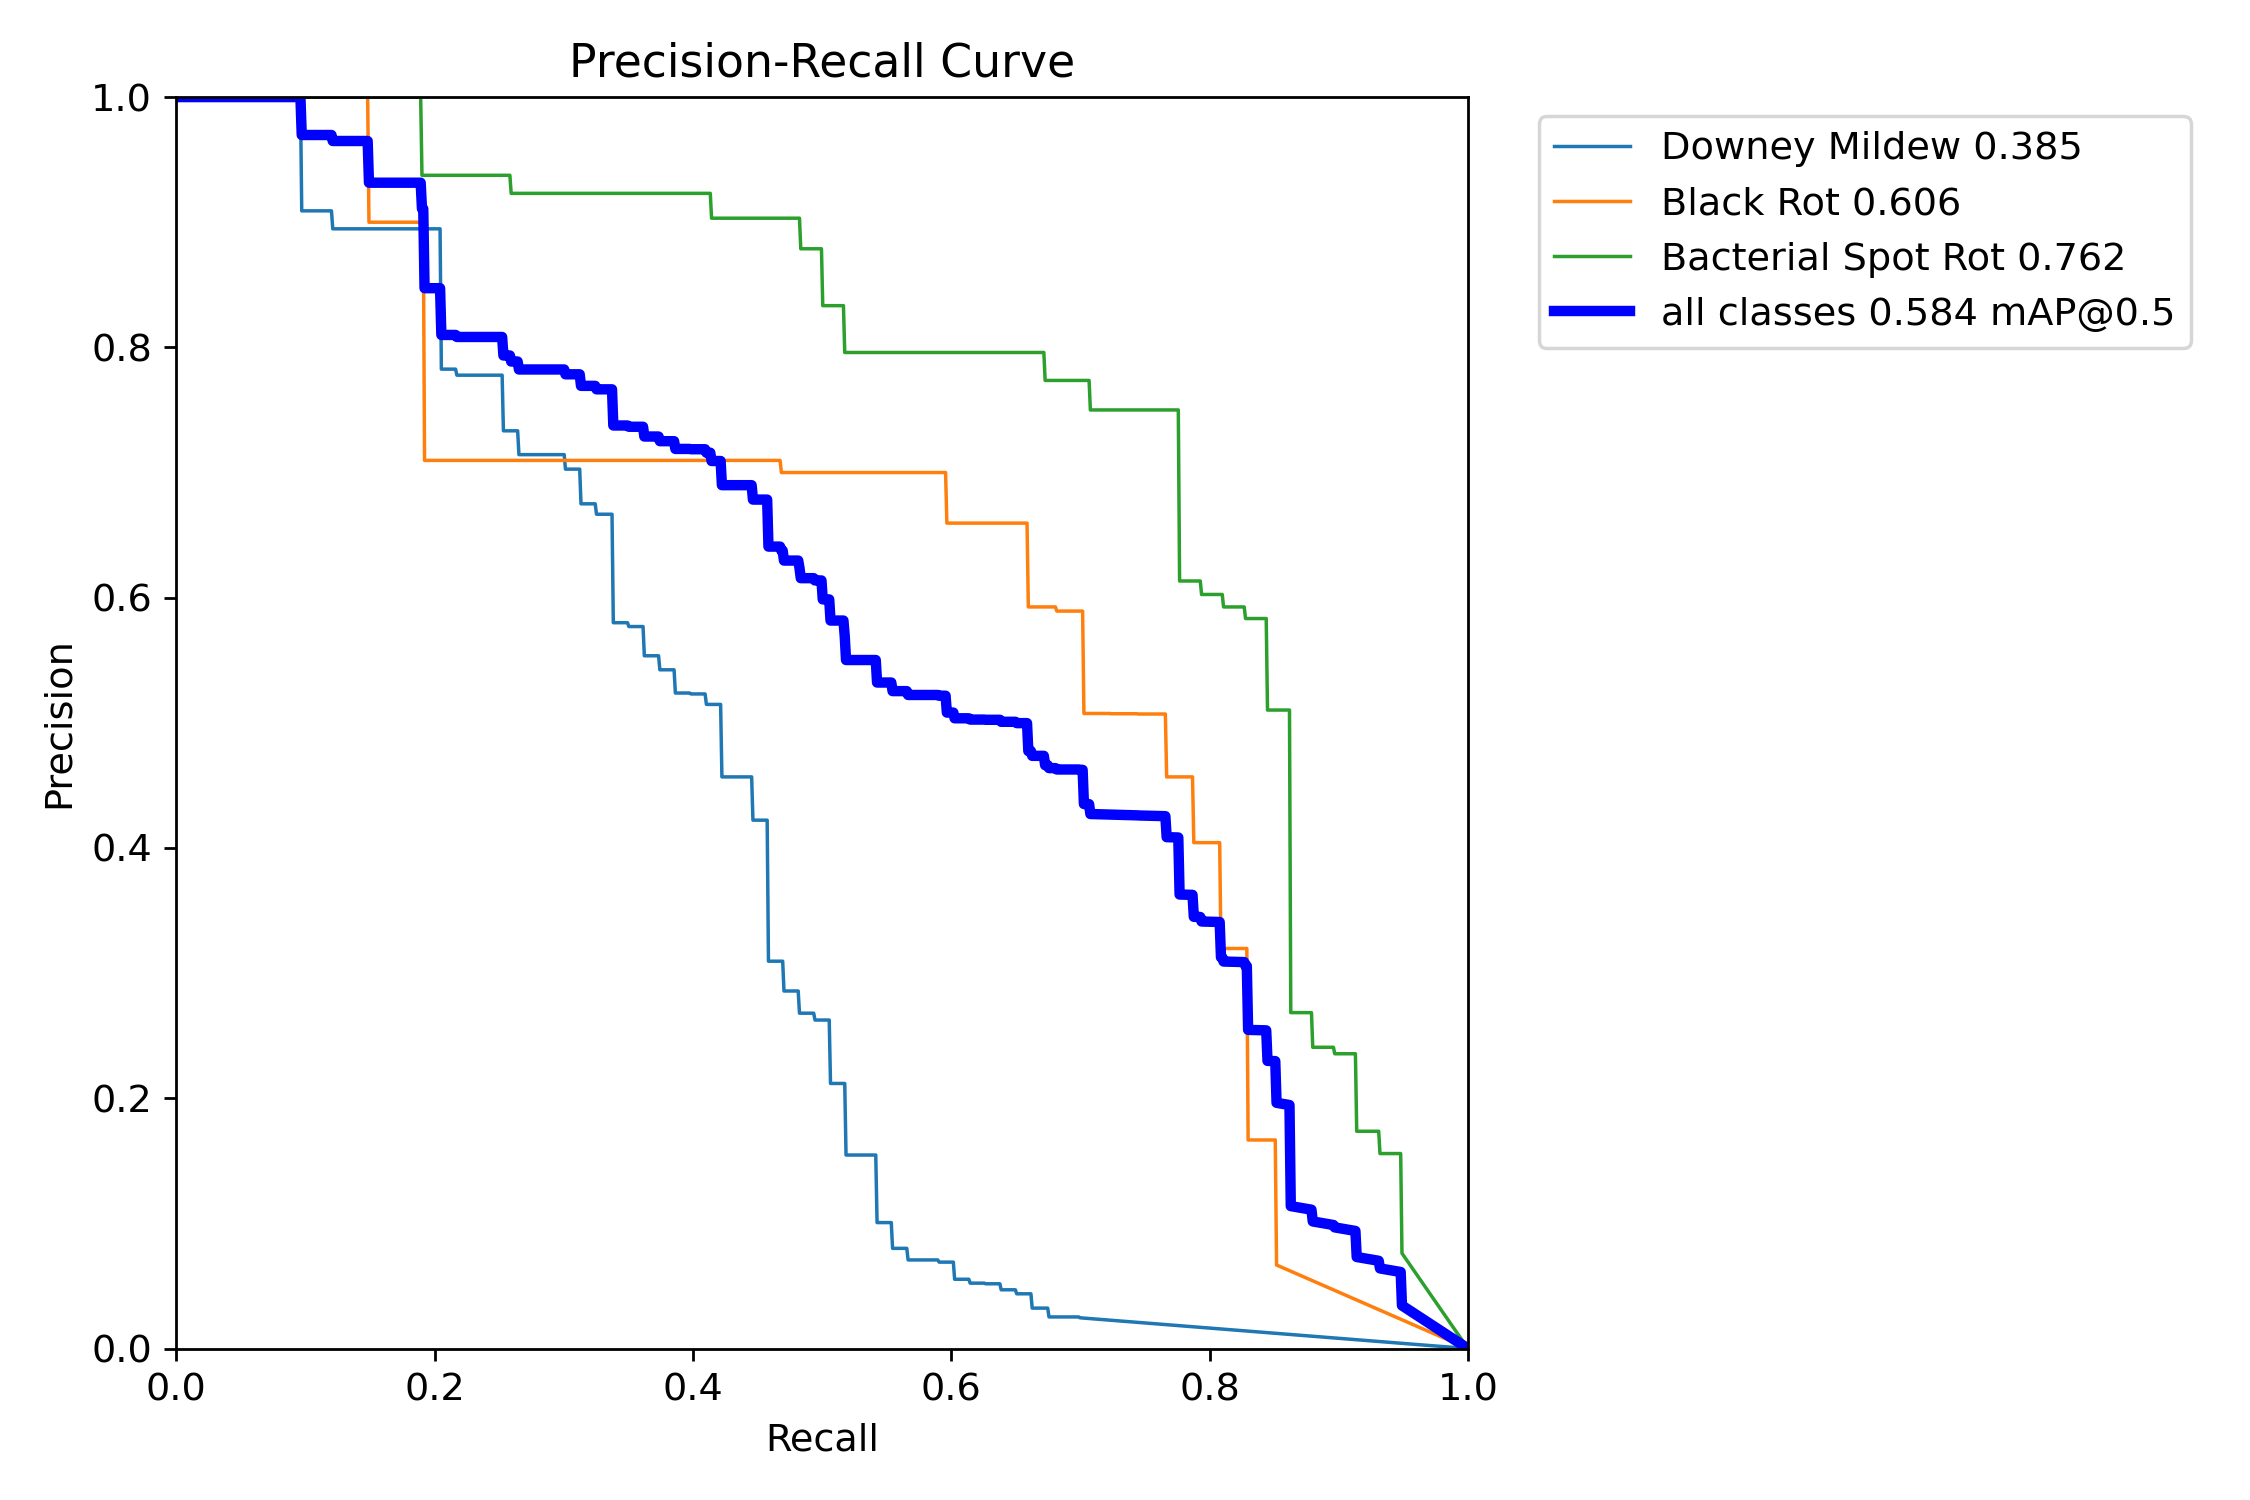 Precision-Recall Curve
1.0
0.8
0.6
0.4
0.2
0.0
Precision
0.0 0.2 0.4 0.6 0.8 1.0
Recall
Downey Mildew 0.385
Black Rot 0.606
Bacterial Spot Rot 0.762
all classes 0.584 mAP@0.5